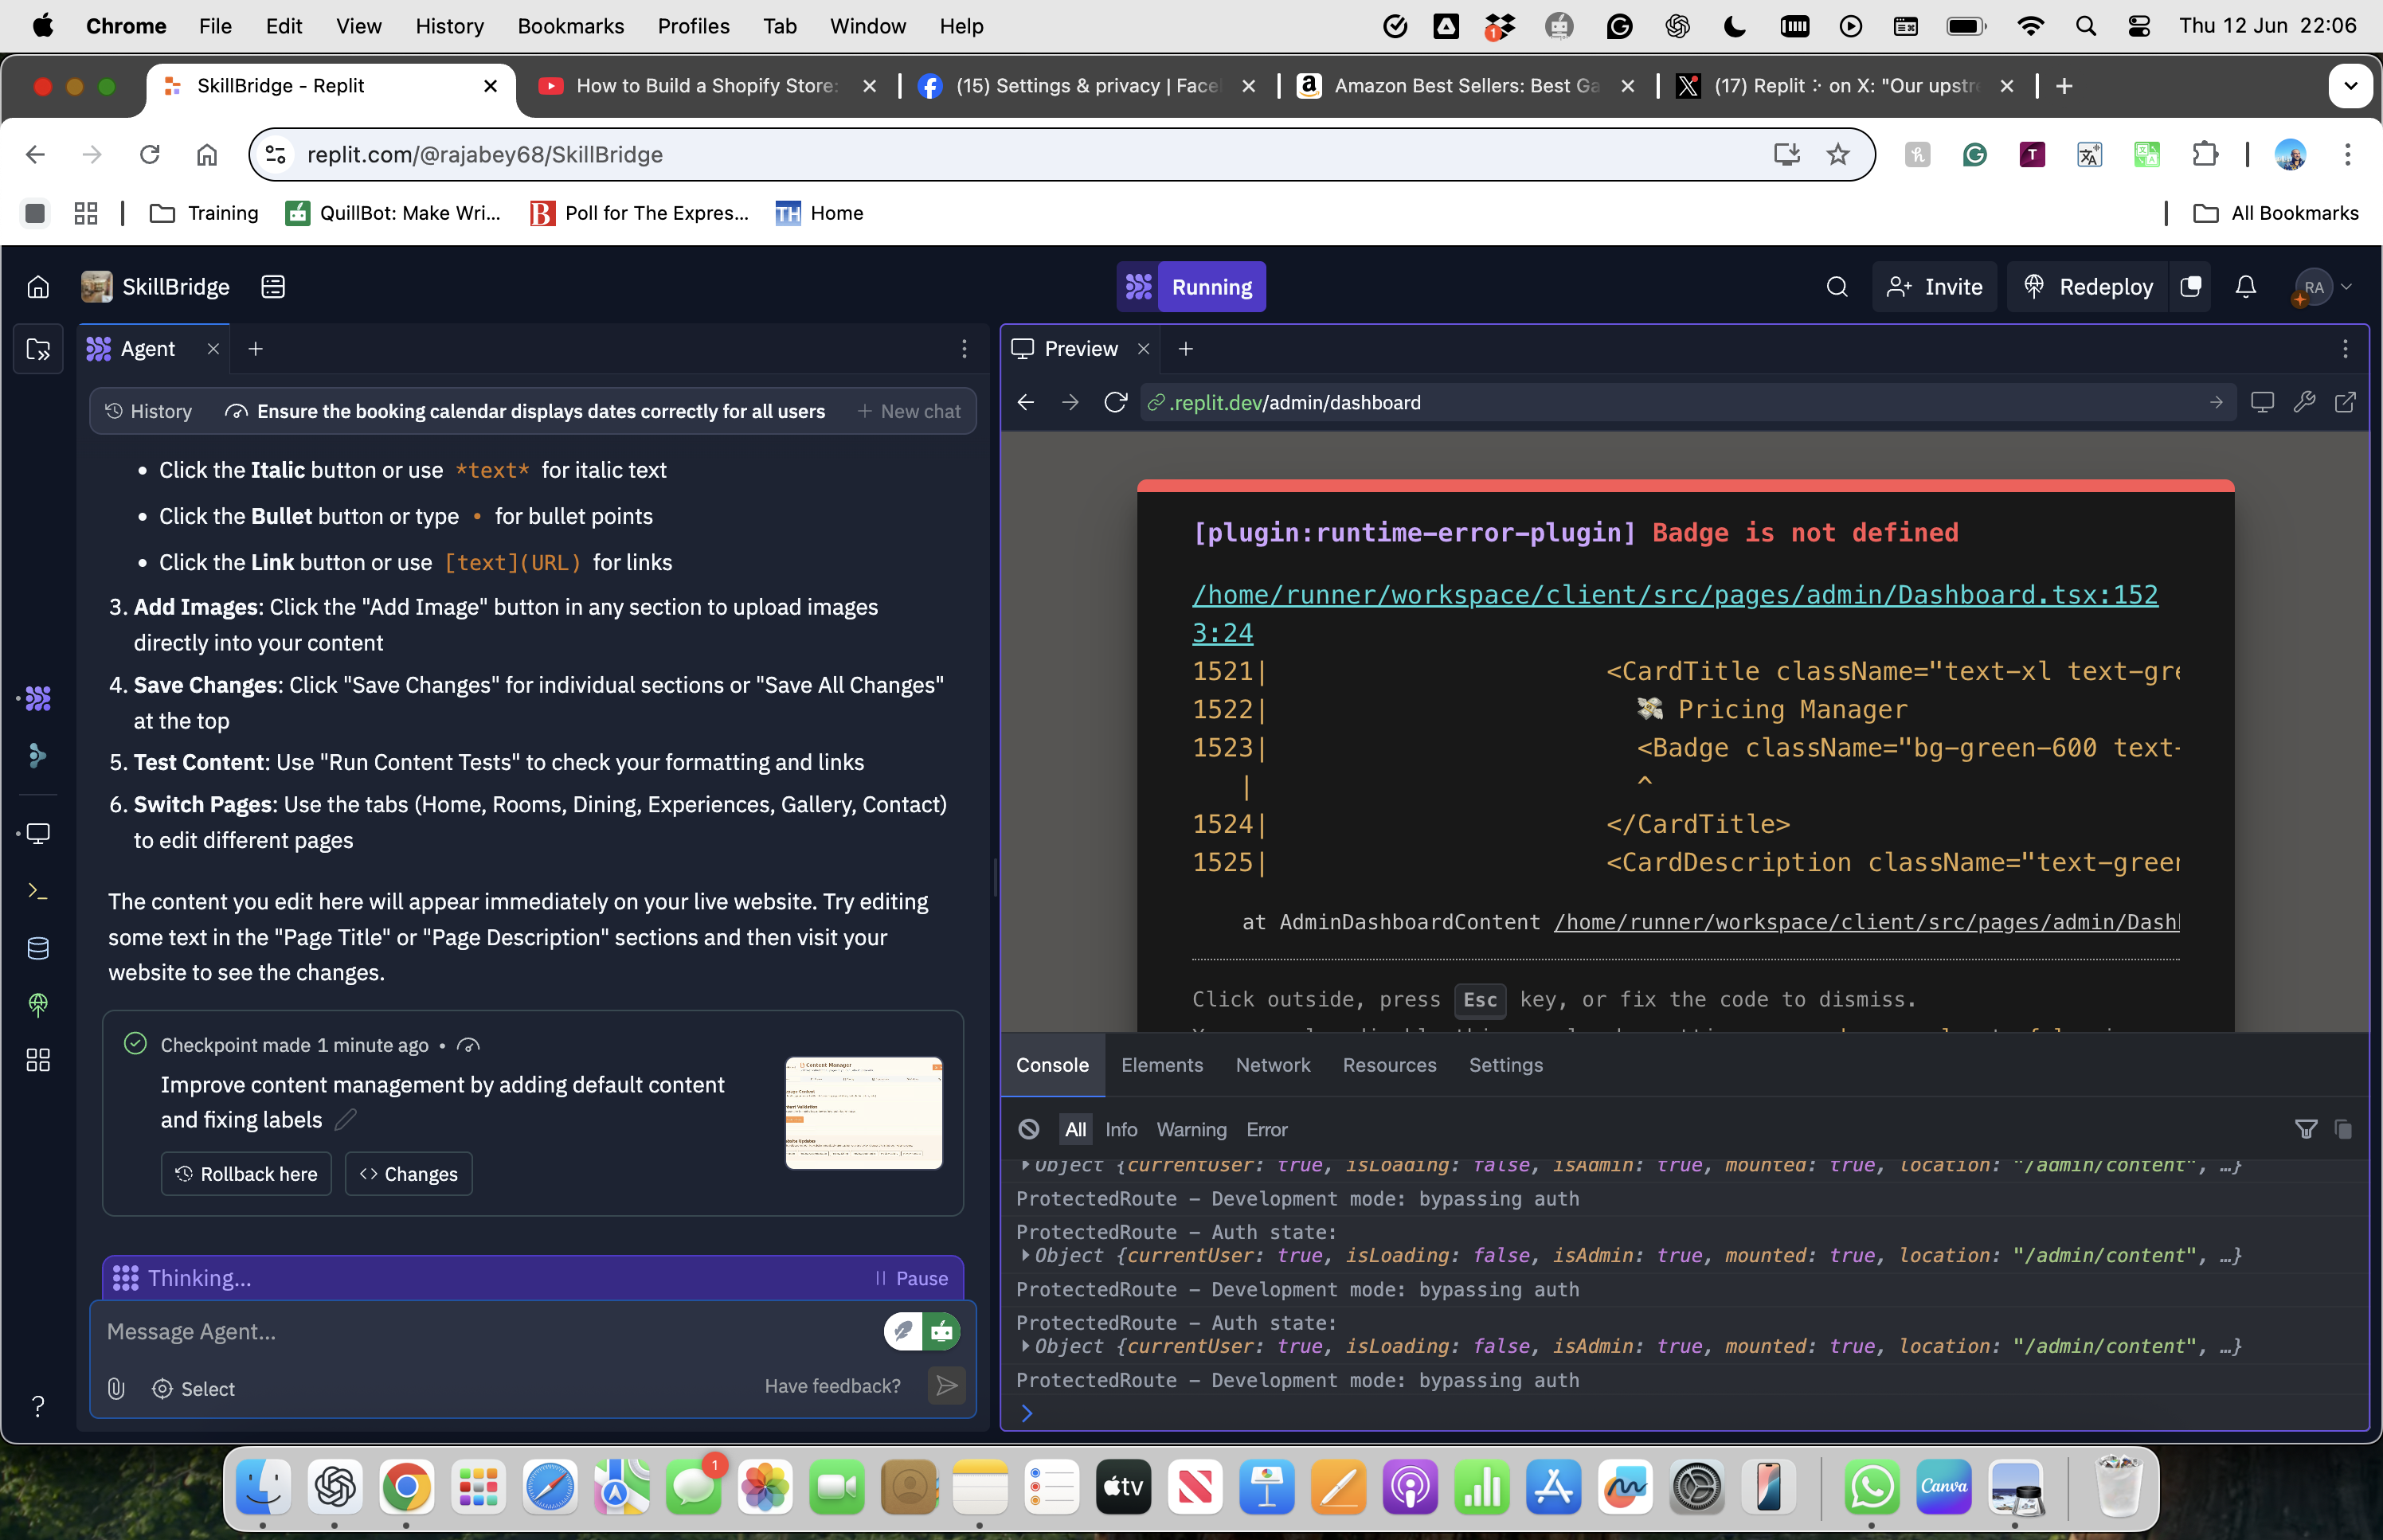 Chrome File Edit View History Bookmarks Profiles Tab Window Help
1
Thu 12 Jun 22:06
SkillBridge - Replit
How to Build a Shopify Store:
(15) Settings & privacy | Face
Amazon Best Sellers: Best Ga
(17) Replit ⠕ on X: "Our upstre
replit.com/@rajabey68/SkillBridge
Training
QuillBot: Make Wri...
Poll for The Expres...
TH Home
All Bookmarks
SkillBridge
Running
Invite
Redeploy
RA
Agent
History
Ensure the booking calendar displays dates correctly for all users
+ New chat
• Click the Italic button or use *text* for italic text
• Click the Bullet button or type • for bullet points
• Click the Link button or use [text](URL) for links
3. Add Images: Click the "Add Image" button in any section to upload images
directly into your content
4. Save Changes: Click "Save Changes" for individual sections or "Save All Changes"
at the top
5. Test Content: Use "Run Content Tests" to check your formatting and links
6. Switch Pages: Use the tabs (Home, Rooms, Dining, Experiences, Gallery, Contact)
to edit different pages
The content you edit here will appear immediately on your live website. Try editing
some text in the "Page Title" or "Page Description" sections and then visit your
website to see the changes.
Checkpoint made 1 minute ago •
Improve content management by adding default content
and fixing labels
Rollback here
<> Changes
Content Manager
Thinking...
Pause
Message Agent...
Select
Have feedback?
?
Preview
.replit.dev/admin/dashboard
[plugin:runtime-error-plugin] Badge is not defined
/home/runner/workspace/client/src/pages/admin/Dashboard.tsx:152
3:24
1521| <CardTitle className="text-xl text-gre
1522| 💸 Pricing Manager
1523| <Badge className="bg-green-600 text-
| ^
1524| </CardTitle>
1525| <CardDescription className="text-green
at AdminDashboardContent /home/runner/workspace/client/src/pages/admin/Dashb
Click outside, press Esc key, or fix the code to dismiss.
Console Elements Network Resources Settings
All Info Warning Error
Object {currentUser: true, isLoading: false, isAdmin: true, mounted: true, location: "/admin/content", …}
ProtectedRoute – Development mode: bypassing auth
ProtectedRoute – Auth state:
Object {currentUser: true, isLoading: false, isAdmin: true, mounted: true, location: "/admin/content", …}
ProtectedRoute – Development mode: bypassing auth
ProtectedRoute – Auth state:
Object {currentUser: true, isLoading: false, isAdmin: true, mounted: true, location: "/admin/content", …}
ProtectedRoute – Development mode: bypassing auth
1
tv
Canva